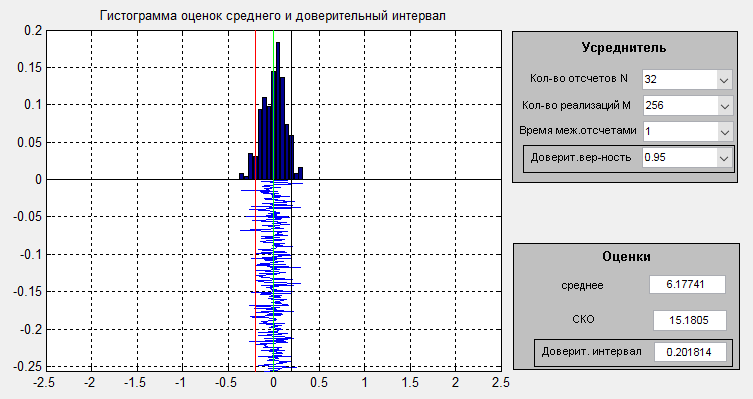 Гистограмма оценок среднего и доверительный интервал
0.2
0.15
0.1
0.05
0
-0.05
-0.1
-0.15
-0.2
-0.25
-2.5 -2 -1.5 -1 -0.5 0 0.5 1 1.5 2 2.5
Усреднитель
Кол-во отсчетов N 32
Кол-во реализаций M 256
Время меж.отсчетами 1
Доверит.вер-ность 0.95
Оценки
среднее 6.17741
СКО 15.1805
Доверит. интервал 0.201814